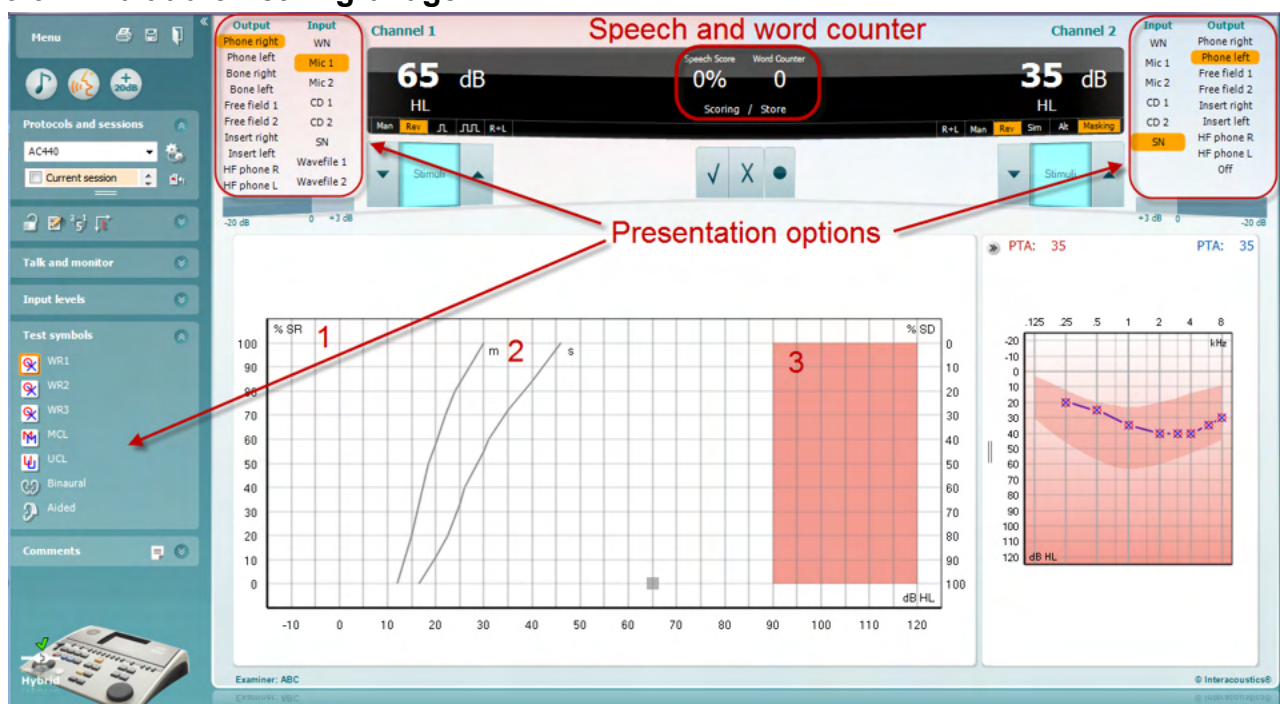 Menu
20dB
Protocols and sessions
AC440
Current session
Talk and monitor
Input levels
Test symbols
WR1
WR2
WR3
MCL
UCL
Binaural
Aided
Comments
Hybrid
Output Input
Phone right WN
Phone left Mic 1
Bone right Mic 2
Bone left
Free field 1 CD 1
Free field 2 CD 2
Insert right SN
Insert left Wavefile 1
HF phone R Wavefile 2
HF phone L
Channel 1
Speech and word counter
Channel 2
65 dB
HL
Speech Score Word Counter
0% 0
Scoring / Store
35 dB
HL
Man Rev R+L
R+L Man Rev Sim Alt Masking
Input Output
WN Phone right
Mic 1 Phone left
Mic 2 Free field 1
CD 1 Free field 2
CD 2 Insert right
SN Insert left
HF phone R
HF phone L
Off
Stimuli
Stimuli
-20 dB 0 +3 dB
+3 dB 0 -20 dB
Presentation options
% SR 1
m 2 s
3
% SD
100
90
80
70
60
50
40
30
20
10
0
0
10
20
30
40
50
60
70
80
90
100
dB HL
-10 0 10 20 30 40 50 60 70 80 90 100 110 120
PTA: 35 PTA: 35
.125 .25 .5 1 2 4 8
kHz
-20
-10
0
10
20
30
40
50
60
70
80
90
100
110
120
dB HL
Examiner: ABC
© Interacoustics®